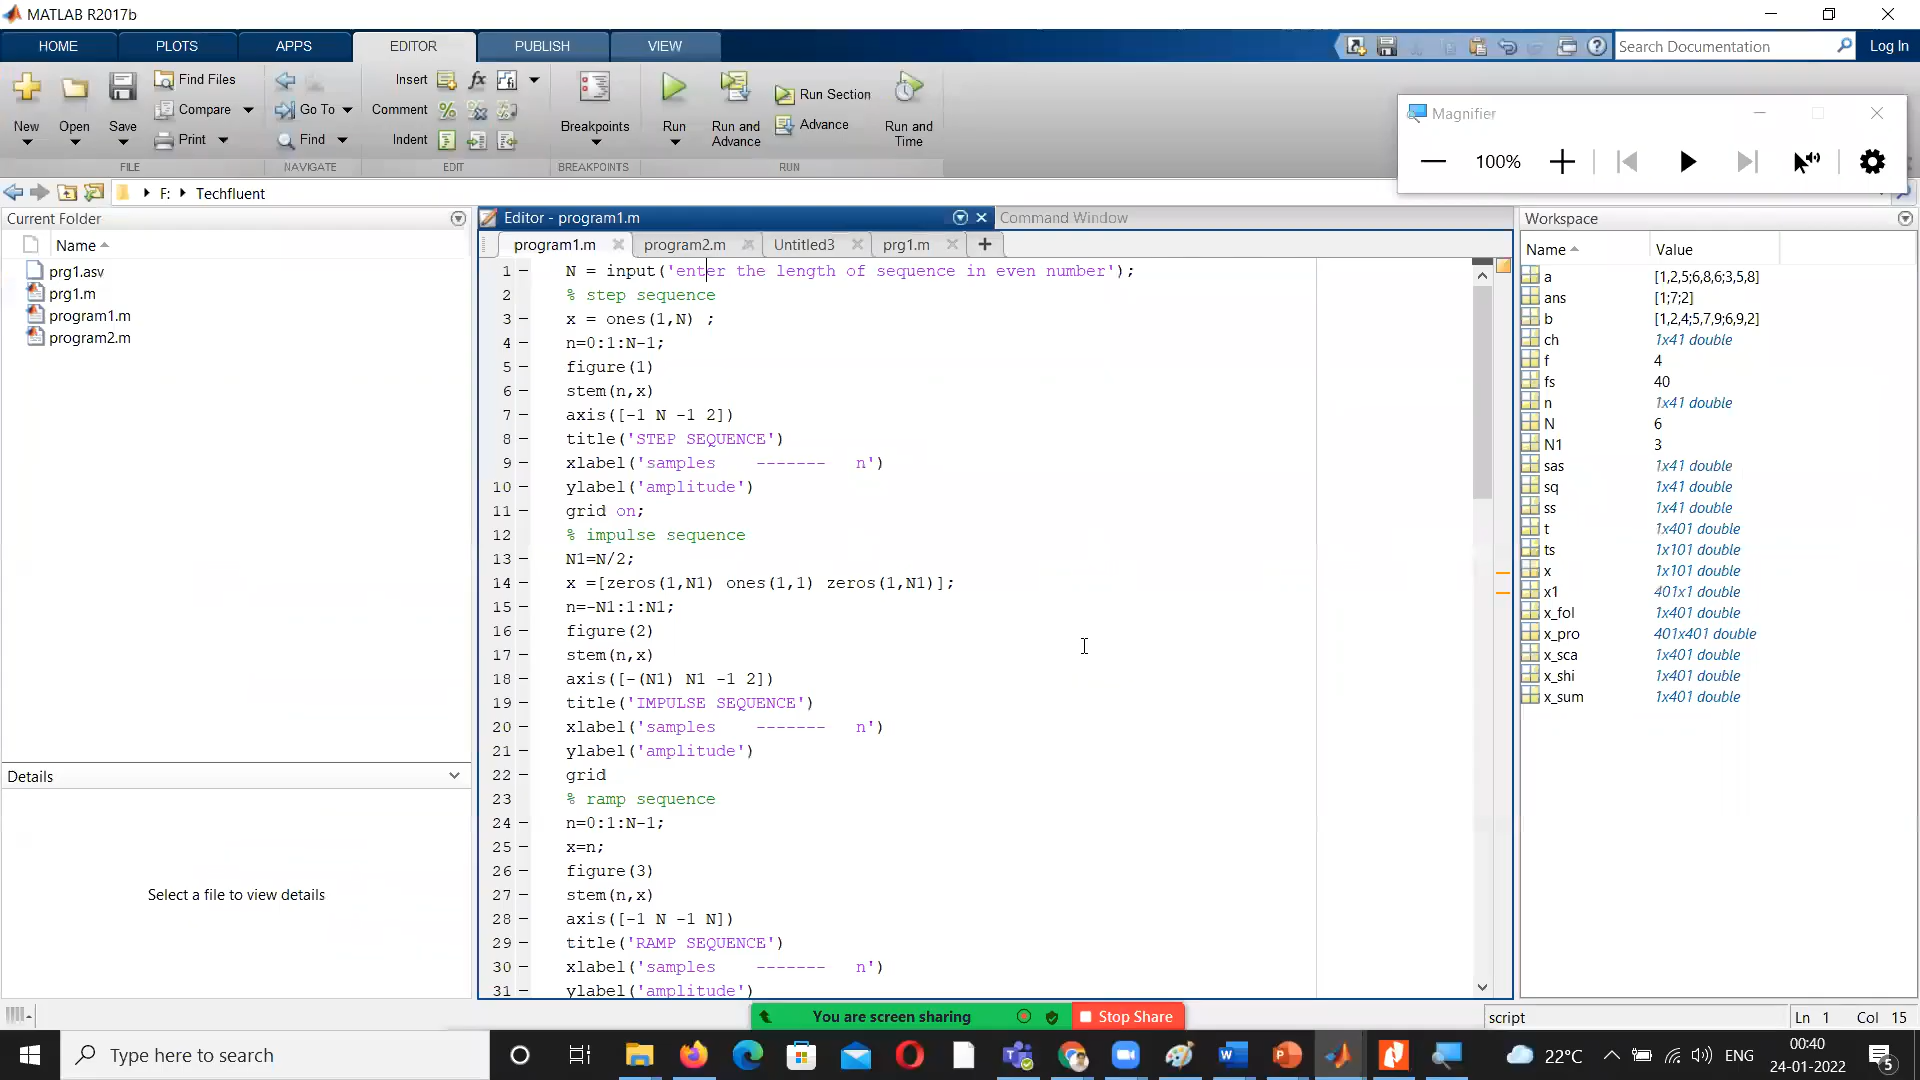 MATLAB R2017b
HOME PLOTS APPS EDITOR PUBLISH VIEW
Search Documentation
Log In
New Open Save
Find Files
Compare
Print
FILE
Go To
Find
NAVIGATE
Insert
Comment
Indent
EDIT
Breakpoints
BREAKPOINTS
Run
Run and Advance
Run Section
Advance
Run and Time
RUN
Magnifier
100%
F: Techfluent
Current Folder
Name
prg1.asv
prg1.m
program1.m
program2.m
Details
Select a file to view details
Editor - program1.m
Command Window
program1.m program2.m Untitled3 prg1.m
1 N = input('enter the length of sequence in even number');
2 % step sequence
3 x = ones(1,N) ;
4 n=0:1:N-1;
5 figure(1)
6 stem(n,x)
7 axis([-1 N -1 2])
8 title('STEP SEQUENCE')
9 xlabel('samples ------- n')
10 ylabel('amplitude')
11 grid on;
12 % impulse sequence
13 N1=N/2;
14 x =[zeros(1,N1) ones(1,1) zeros(1,N1)];
15 n=-N1:1:N1;
16 figure(2)
17 stem(n,x)
18 axis([-(N1) N1 -1 2])
19 title('IMPULSE SEQUENCE')
20 xlabel('samples ------- n')
21 ylabel('amplitude')
22 grid
23 % ramp sequence
24 n=0:1:N-1;
25 x=n;
26 figure(3)
27 stem(n,x)
28 axis([-1 N -1 N])
29 title('RAMP SEQUENCE')
30 xlabel('samples ------- n')
31 ylabel('amplitude')
Workspace
Name Value
a [1,2,5;6,8,6;3,5,8]
ans [1;7;2]
b [1,2,4;5,7,9;6,9,2]
ch 1x41 double
f 4
fs 40
n 1x41 double
N 6
N1 3
sas 1x41 double
sq 1x41 double
ss 1x41 double
t 1x401 double
ts 1x101 double
x 1x101 double
x1 401x1 double
x_fol 1x401 double
x_pro 401x401 double
x_sca 1x401 double
x_shi 1x401 double
x_sum 1x401 double
You are screen sharing
Stop Share
script
Ln 1 Col 15
Type here to search
22°C
ENG
00:40
24-01-2022
5